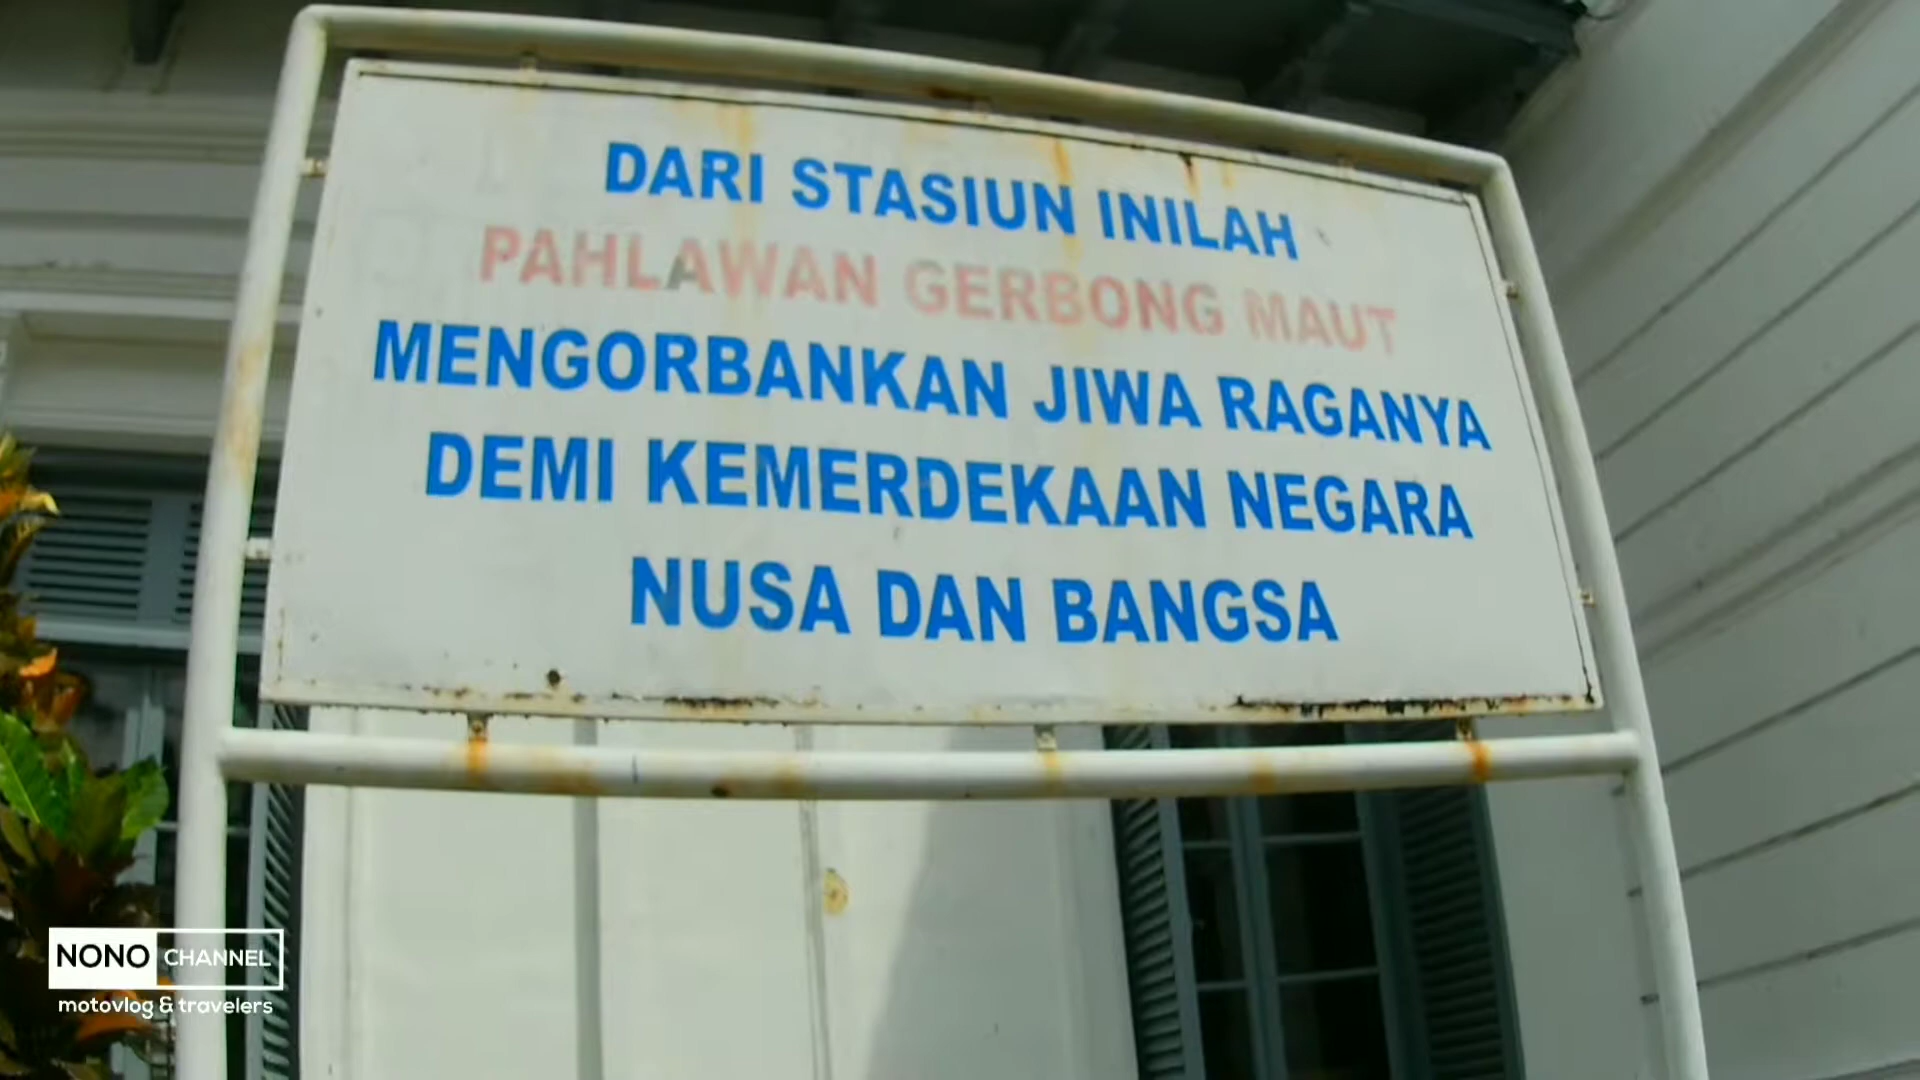 DARI STASIUN INILAH
PAHLAWAN GERBONG MAUT
MENGORBANKAN JIWA RAGANYA
DEMI KEMERDEKAAN NEGARA
NUSA DAN BANGSA
NONO CHANNEL
motovlog & travelers